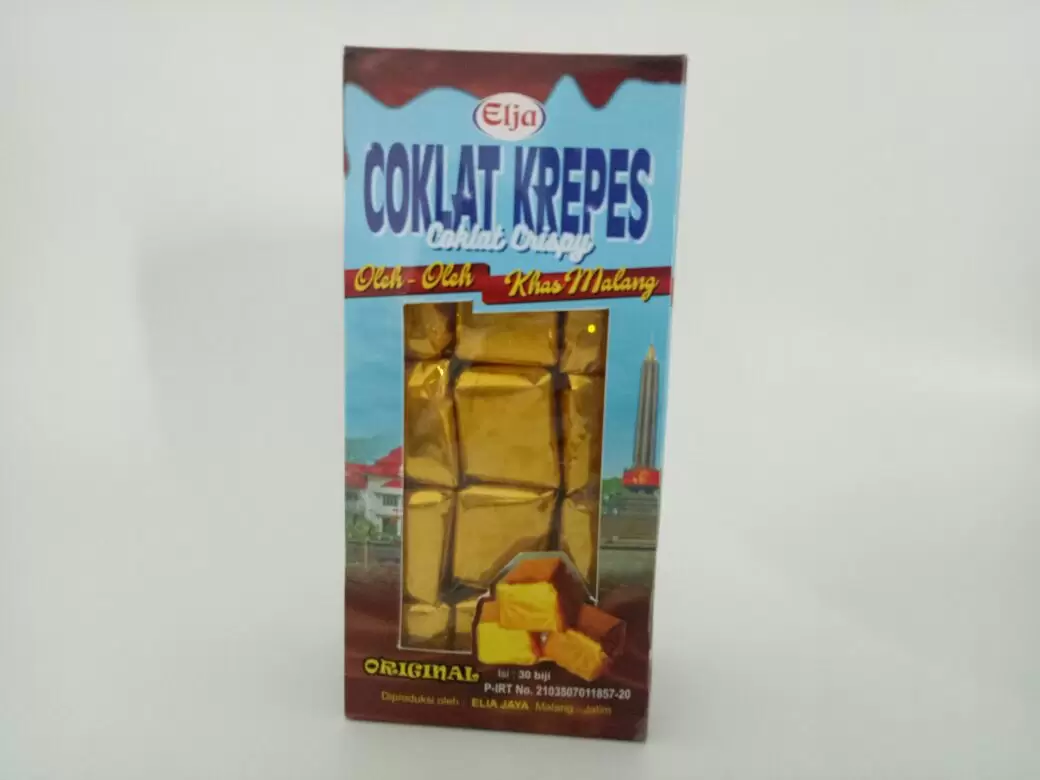 Elja
COKLAT KREPES
Coklat Crispy
Oleh - Oleh Khas Malang
ORIGINAL
Isi : 30 biji
P-IRT No. 2103507011857-20
Diproduksi oleh : ELIA JAYA Malang - Jatim